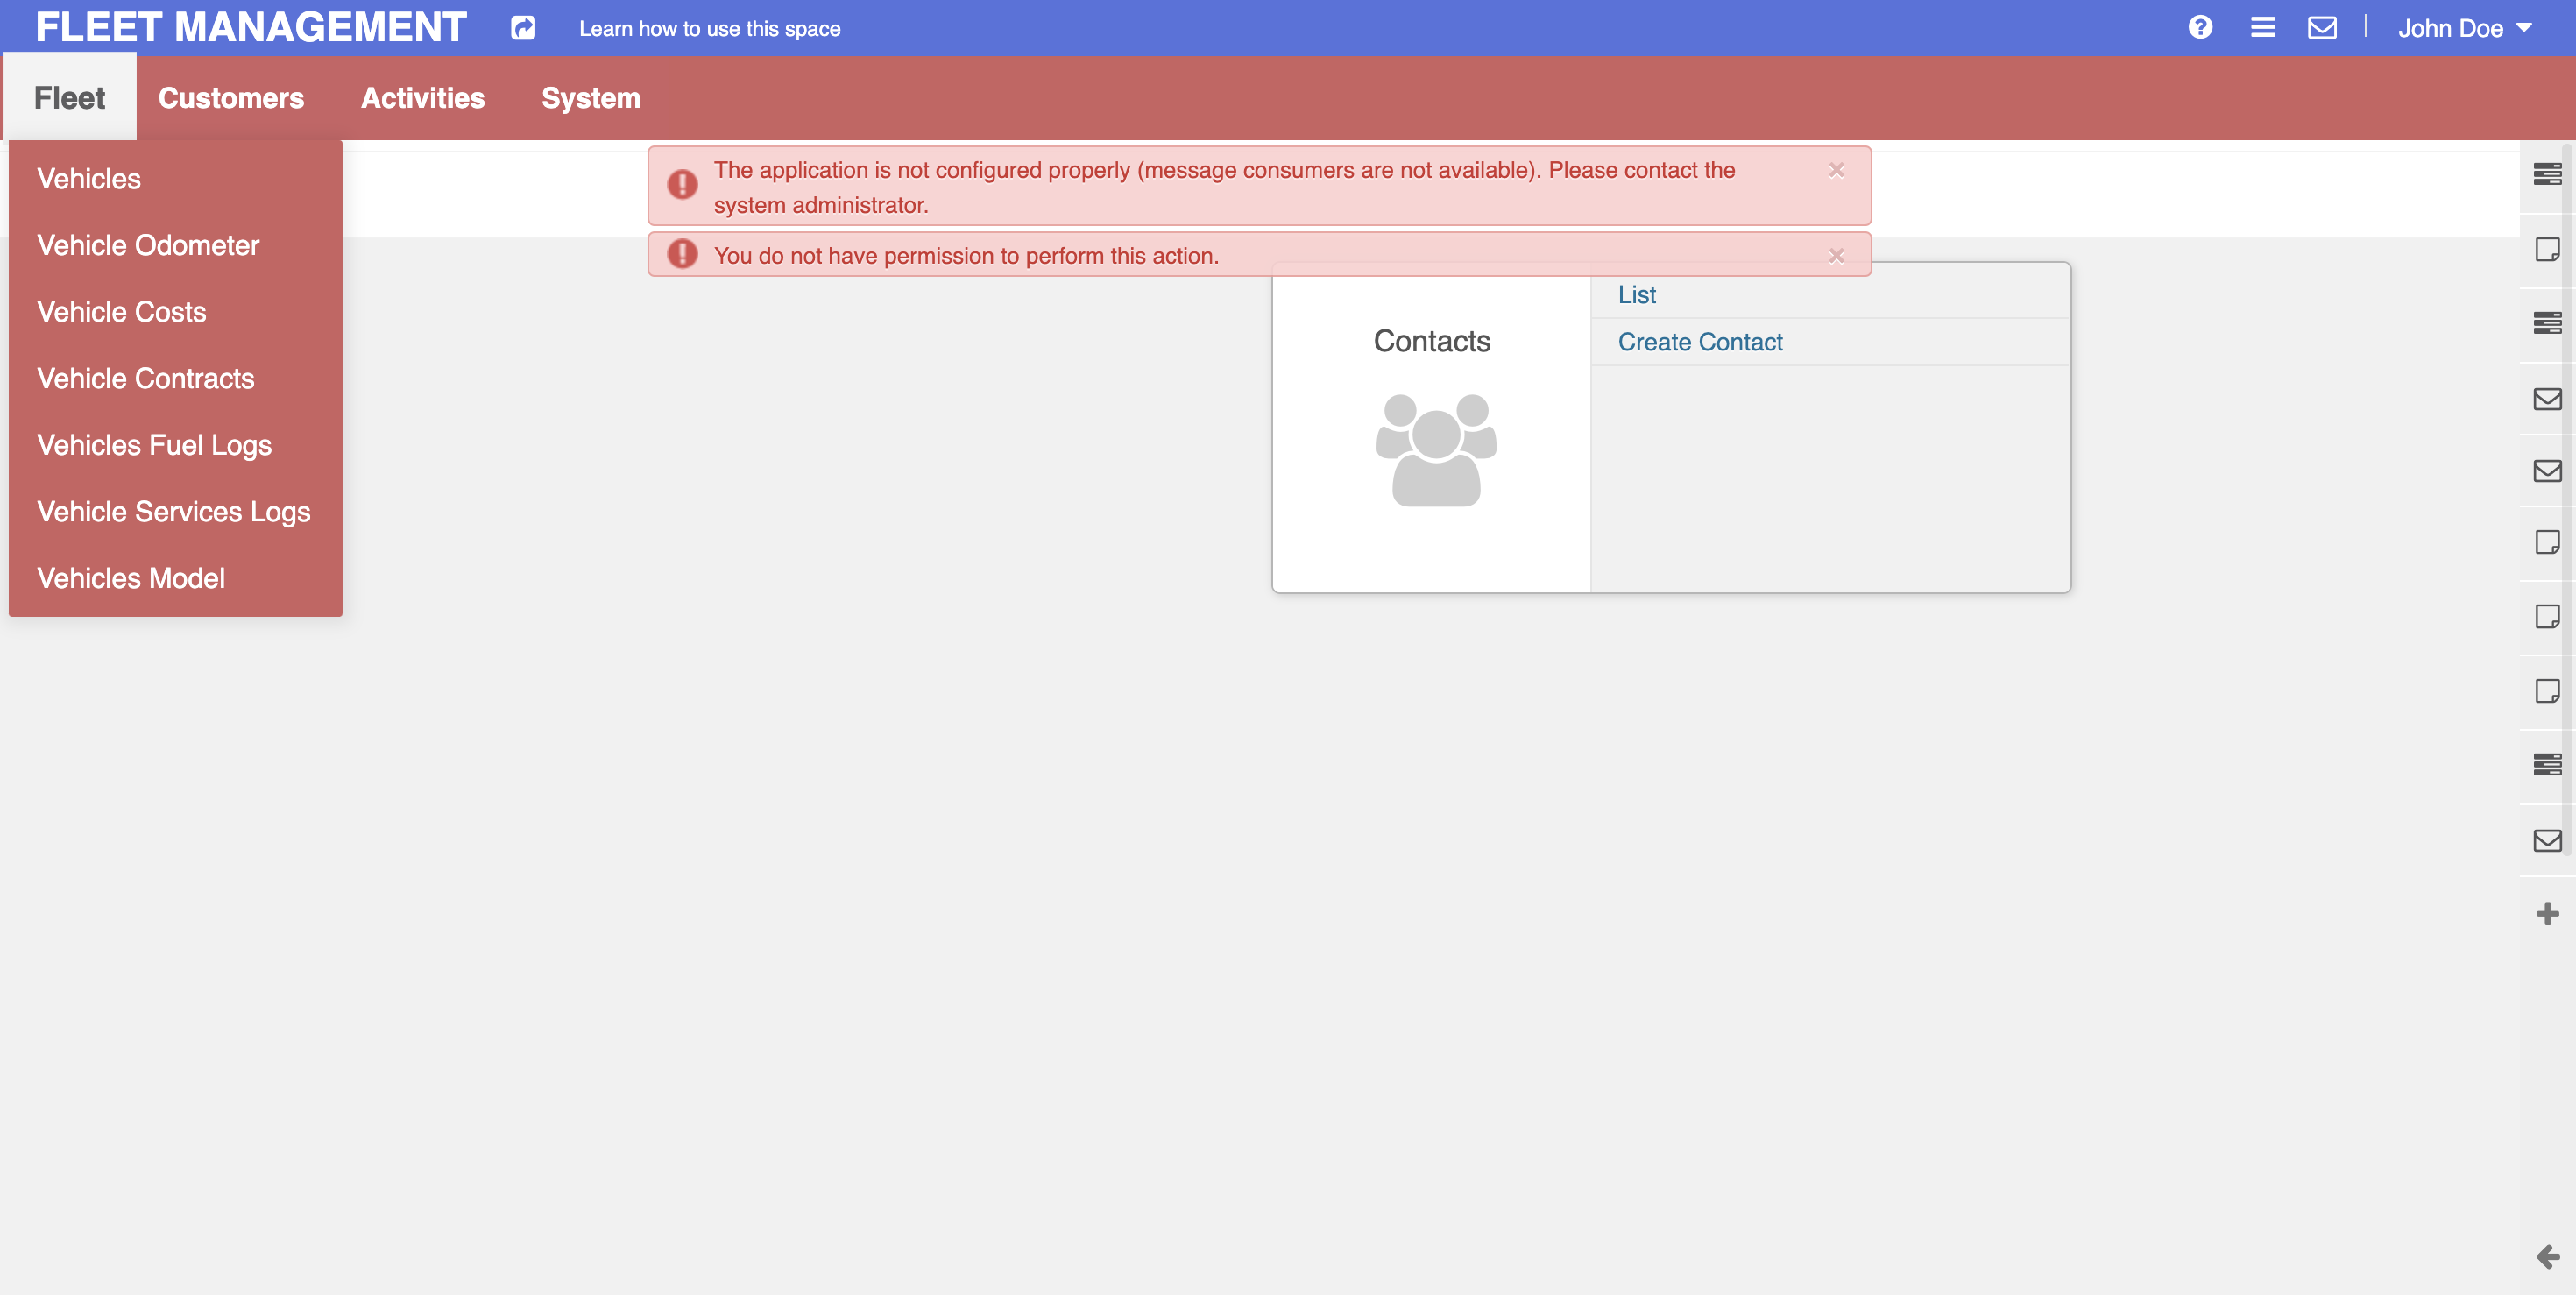 FLEET MANAGEMENT
Learn how to use this space
John Doe
Fleet
Customers
Activities
System
Vehicles
Vehicle Odometer
Vehicle Costs
Vehicle Contracts
Vehicles Fuel Logs
Vehicle Services Logs
Vehicles Model
The application is not configured properly (message consumers are not available). Please contact the
system administrator.
You do not have permission to perform this action.
Contacts
List
Create Contact